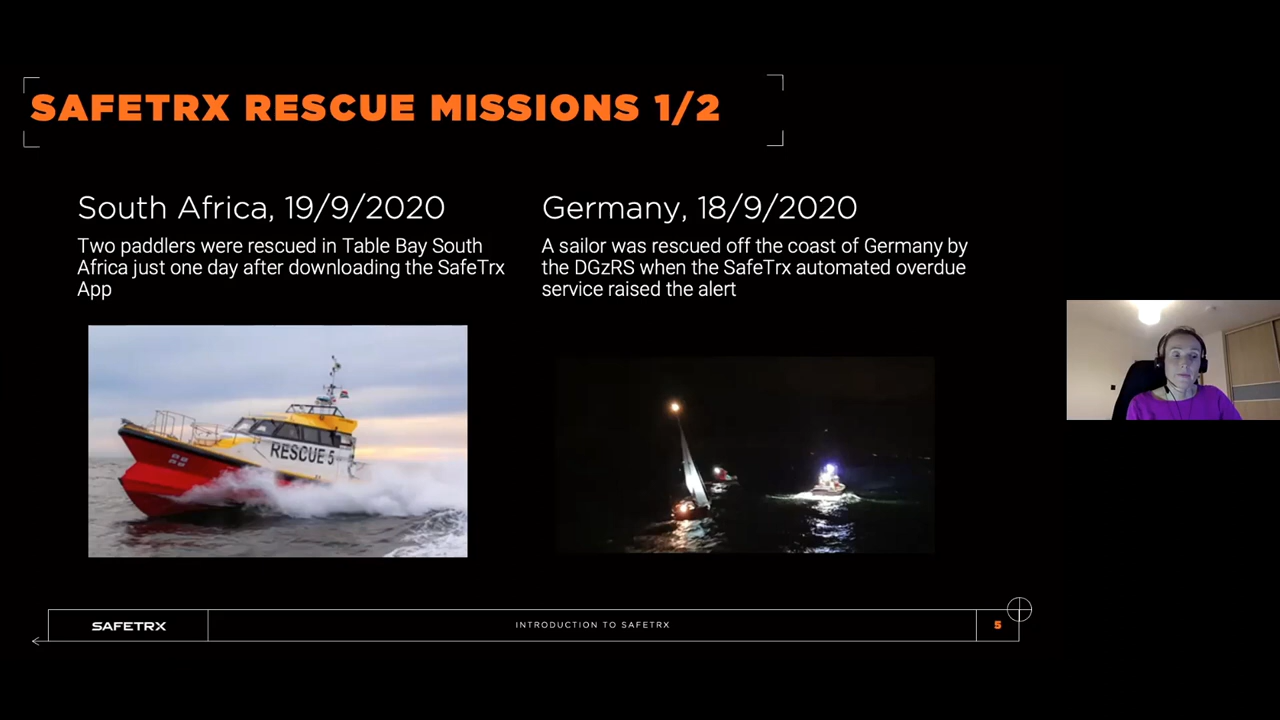 SAFETRX RESCUE MISSIONS 1/2
South Africa, 19/9/2020
Two paddlers were rescued in Table Bay South
Africa just one day after downloading the SafeTrx
App
RESCUE 5
Germany, 18/9/2020
A sailor was rescued off the coast of Germany by
the DGzRS when the SafeTrx automated overdue
service raised the alert
SAFETRX
INTRODUCTION TO SAFETRX
5